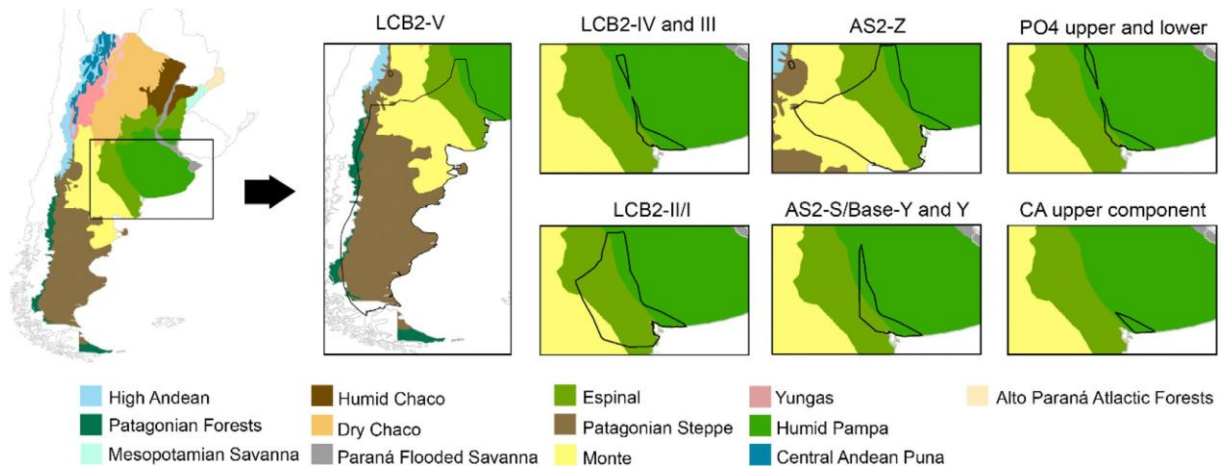 LCB2-V
LCB2-IV and III
AS2-Z
PO4 upper and lower
LCB2-II/I
AS2-S/Base-Y and Y
CA upper component
High Andean
Humid Chaco
Espinal
Yungas
Alto Paraná Atlactic Forests
Patagonian Forests
Dry Chaco
Patagonian Steppe
Humid Pampa
Mesopotamian Savanna
Paraná Flooded Savanna
Monte
Central Andean Puna